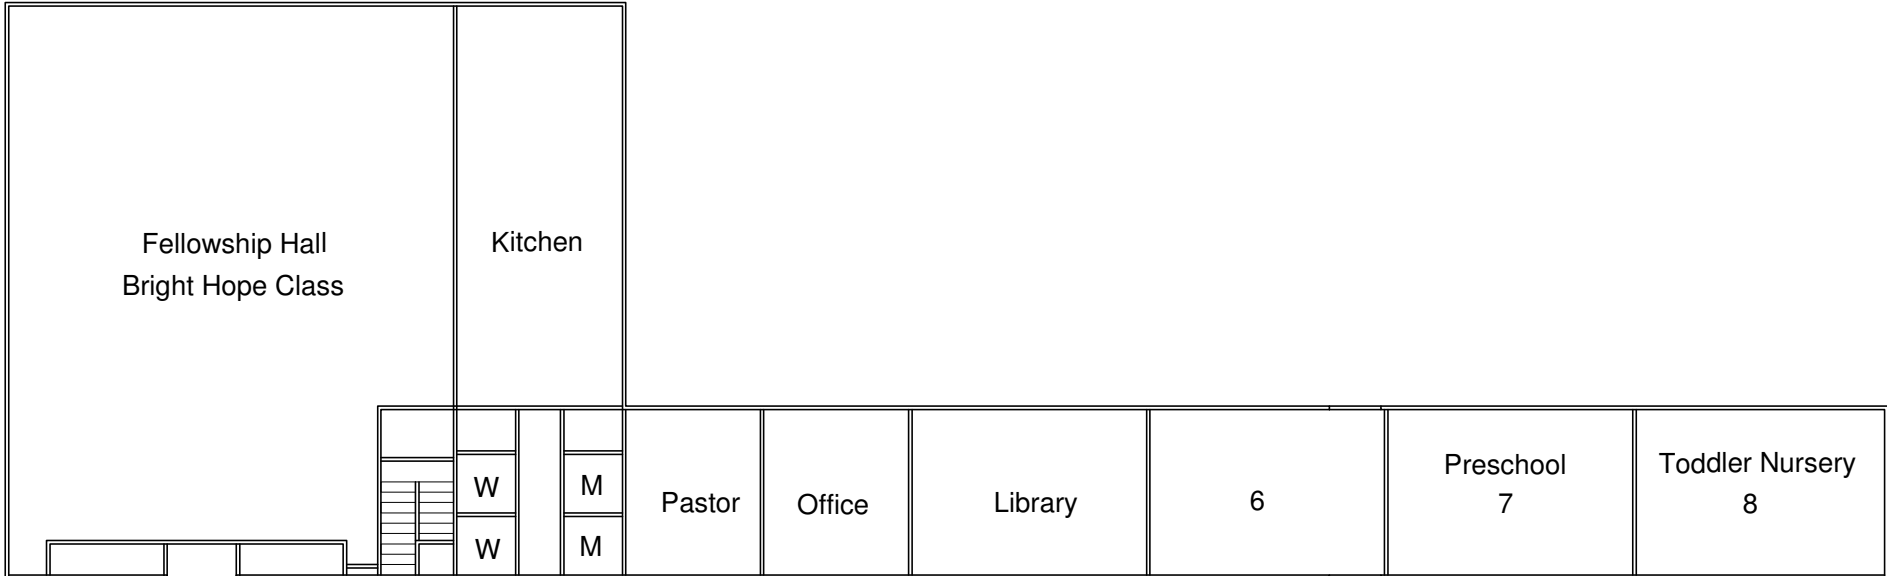 Fellowship Hall
Bright Hope Class
Kitchen
W
M
W
M
Pastor
Office
Library
6
Preschool
7
Toddler Nursery
8